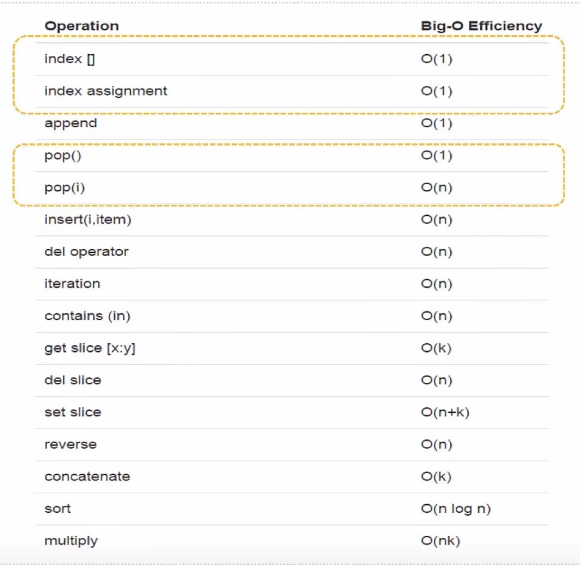 Operation Big-O Efficiency
index [] O(1)
index assignment O(1)
append O(1)
pop() O(1)
pop(i) O(n)
insert(i,item) O(n)
del operator O(n)
iteration O(n)
contains (in) O(n)
get slice [x:y] O(k)
del slice O(n)
set slice O(n+k)
reverse O(n)
concatenate O(k)
sort O(n log n)
multiply O(nk)